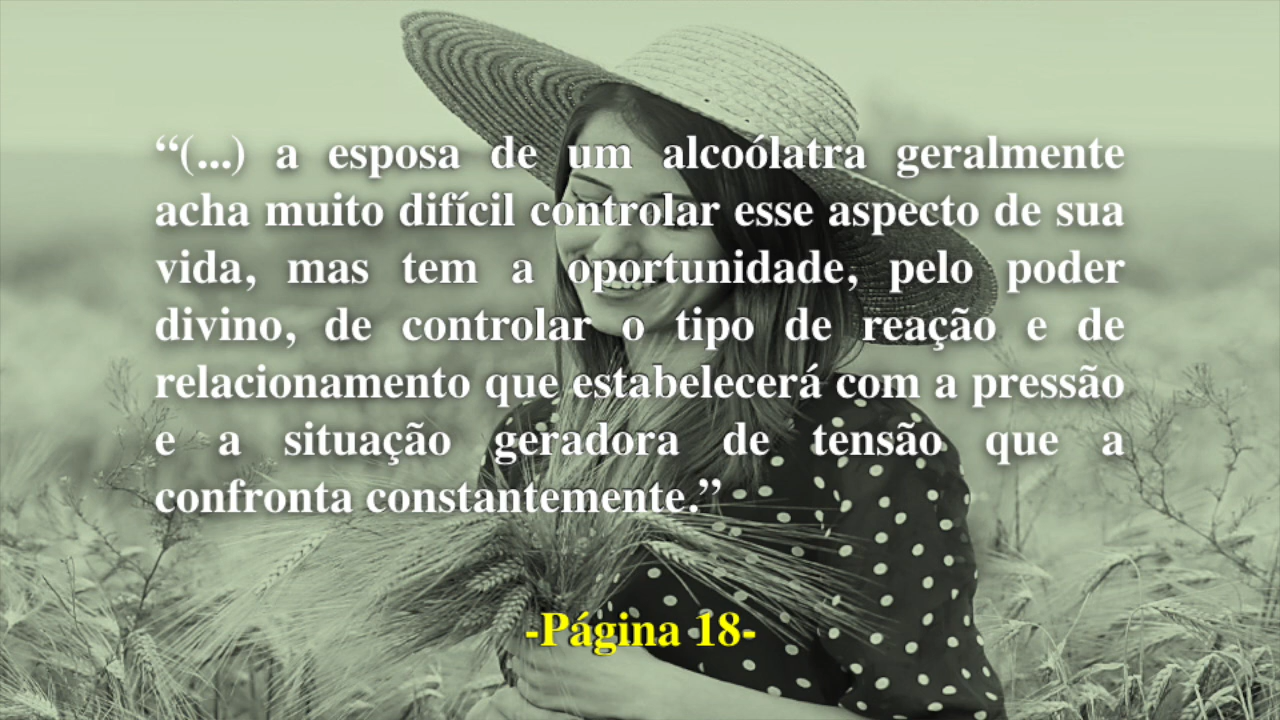 “(...) a esposa de um alcoólatra geralmente
acha muito difícil controlar esse aspecto de sua
vida, mas tem a oportunidade, pelo poder
divino, de controlar o tipo de reação e de
relacionamento que estabelecerá com a pressão
e a situação geradora de tensão que a
confronta constantemente.”
-Página 18-